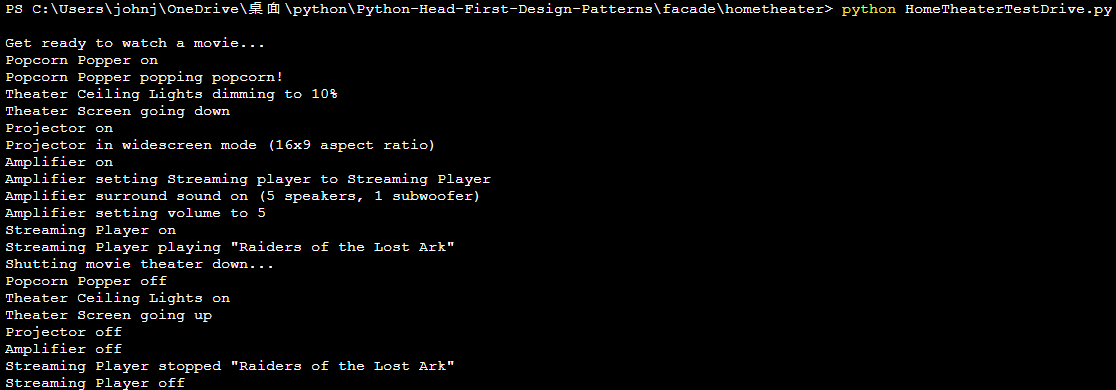 PS C:\Users\johnj\OneDrive\桌面\python\Python-Head-First-Design-Patterns\facade\hometheater> python HomeTheaterTestDrive.py
Get ready to watch a movie...
Popcorn Popper on
Popcorn Popper popping popcorn!
Theater Ceiling Lights dimming to 10%
Theater Screen going down
Projector on
Projector in widescreen mode (16x9 aspect ratio)
Amplifier on
Amplifier setting Streaming player to Streaming Player
Amplifier surround sound on (5 speakers, 1 subwoofer)
Amplifier setting volume to 5
Streaming Player on
Streaming Player playing "Raiders of the Lost Ark"
Shutting movie theater down...
Popcorn Popper off
Theater Ceiling Lights on
Theater Screen going up
Projector off
Amplifier off
Streaming Player stopped "Raiders of the Lost Ark"
Streaming Player off